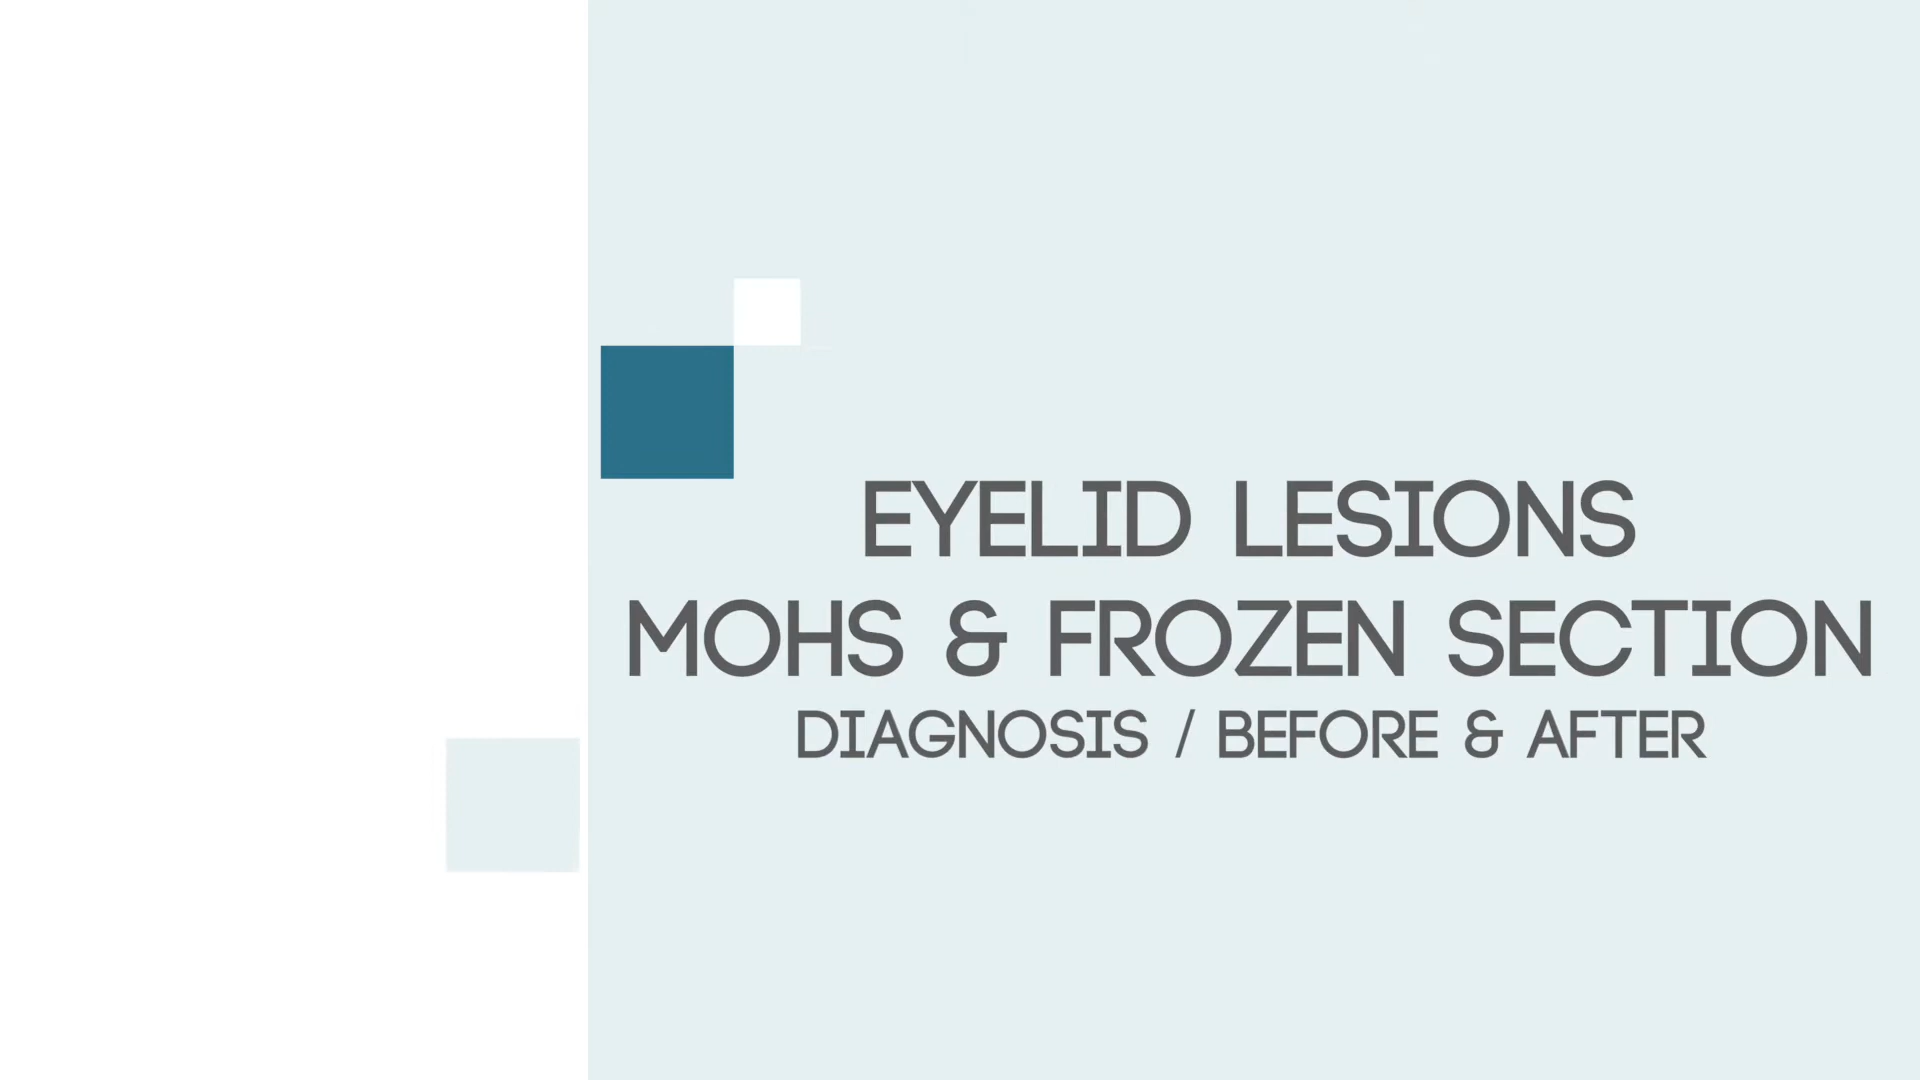 EYELID LESIONS
MOHS & FROZEN SECTION
DIAGNOSIS / BEFORE & AFTER